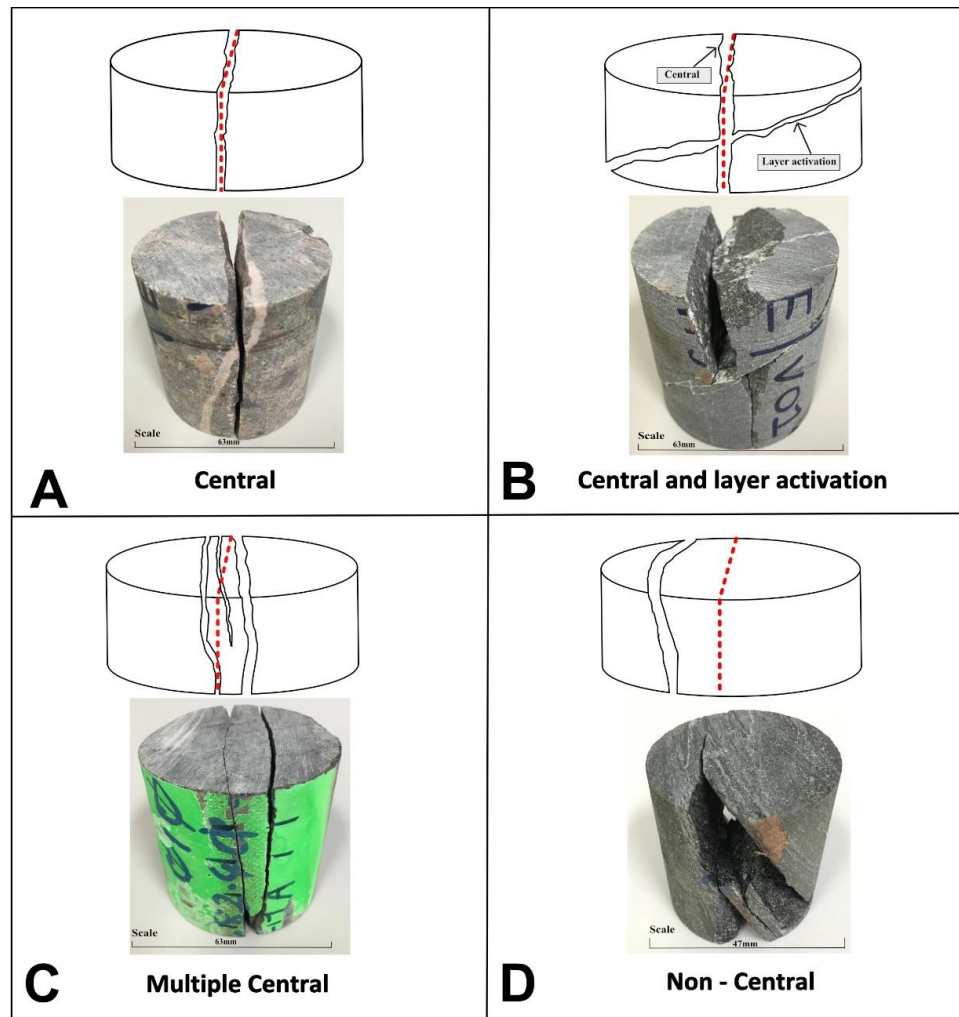 Central
Layer activation
Scale
63mm
A
Central
E
VO1
Scale
63mm
B
Central and layer activation
Scale
63mm
C
Multiple Central
Scale
47mm
D
Non - Central